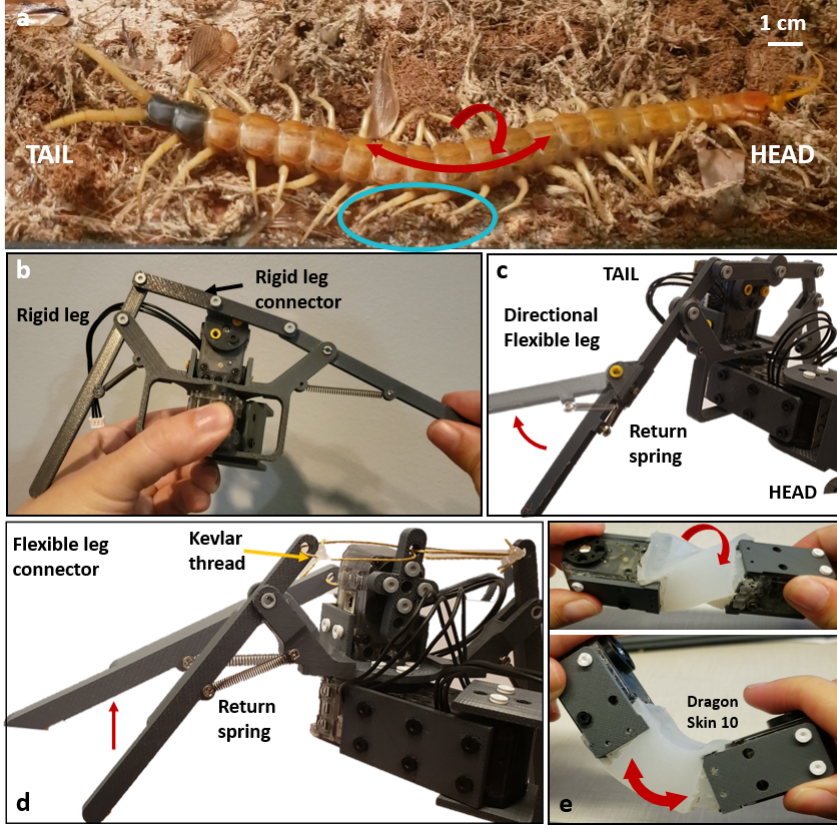 a
1 cm
TAIL
HEAD
b
Rigid leg
connector
Rigid leg
c
TAIL
Directional
Flexible leg
Return
spring
HEAD
Flexible leg
connector
Kevlar
thread
Return
spring
d
Dragon
Skin 10
e